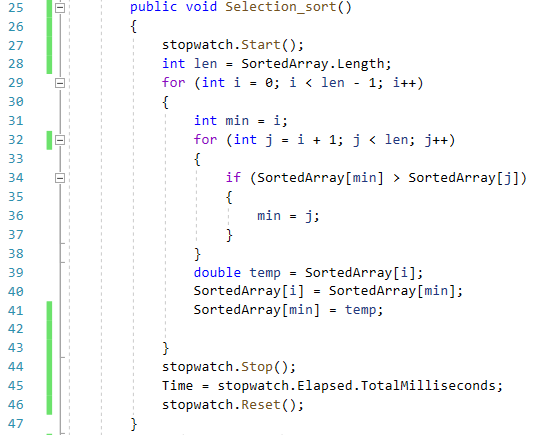 25 public void Selection_sort()
26 {
27 stopwatch.Start();
28 int len = SortedArray.Length;
29 for (int i = 0; i < len - 1; i++)
30 {
31 int min = i;
32 for (int j = i + 1; j < len; j++)
33 {
34 if (SortedArray[min] > SortedArray[j])
35 {
36 min = j;
37 }
38 }
39 double temp = SortedArray[i];
40 SortedArray[i] = SortedArray[min];
41 SortedArray[min] = temp;
42
43 }
44 stopwatch.Stop();
45 Time = stopwatch.Elapsed.TotalMilliseconds;
46 stopwatch.Reset();
47 }